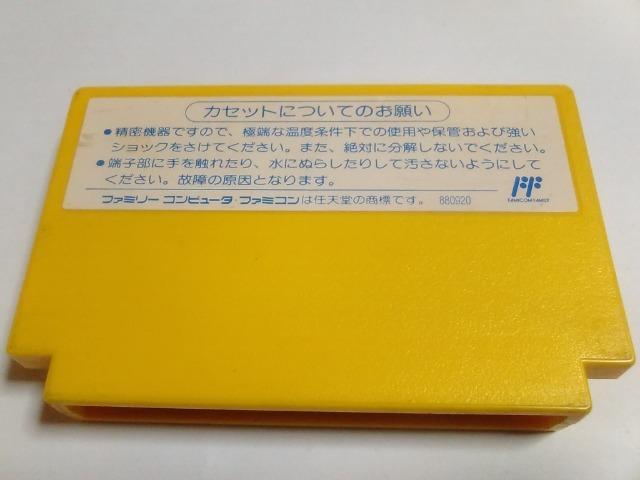 カセットについてのお願い
●精密機器ですので、極端な温度条件下での使用や保管および強い
ショックをさけてください。また、絶対に分解しないでください。
●端子部に手を触れたり、水にぬらしたりして汚さないようにして
ください。故障の原因となります。
ファミリー コンピュータ・ファミコンは任天堂の商標です。 880920
FF
FAMICOM FAMILY